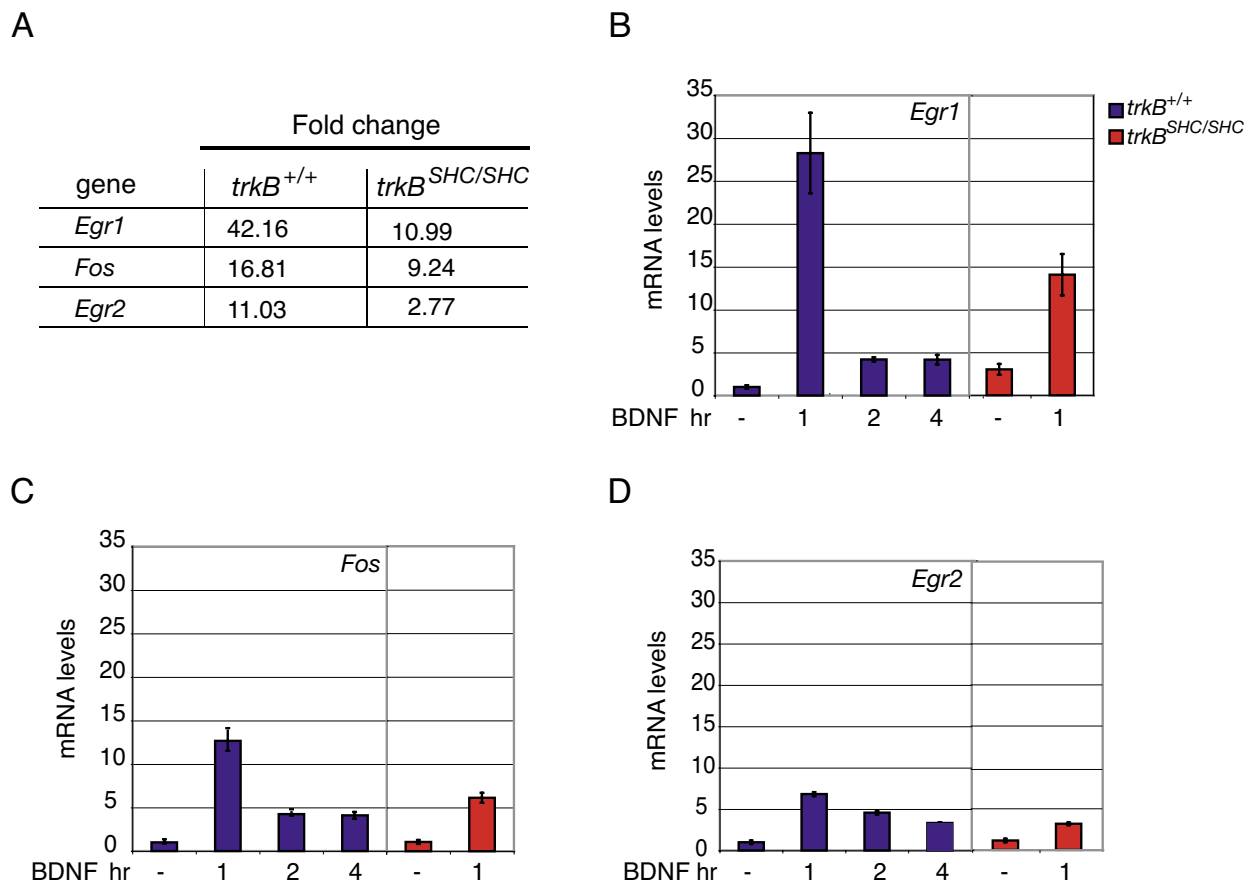 A
Fold change
gene trkB+/+ trkBSHC/SHC
Egr1 42.16 10.99
Fos 16.81 9.24
Egr2 11.03 2.77
B
Egr1
trkB+/+
trkBSHC/SHC
mRNA levels
35
30
25
20
15
10
5
0
BDNF hr - 1 2 4 - 1
C
Fos
mRNA levels
35
30
25
20
15
10
5
0
BDNF hr - 1 2 4 - 1
D
Egr2
mRNA levels
35
30
25
20
15
10
5
0
BDNF hr - 1 2 4 - 1